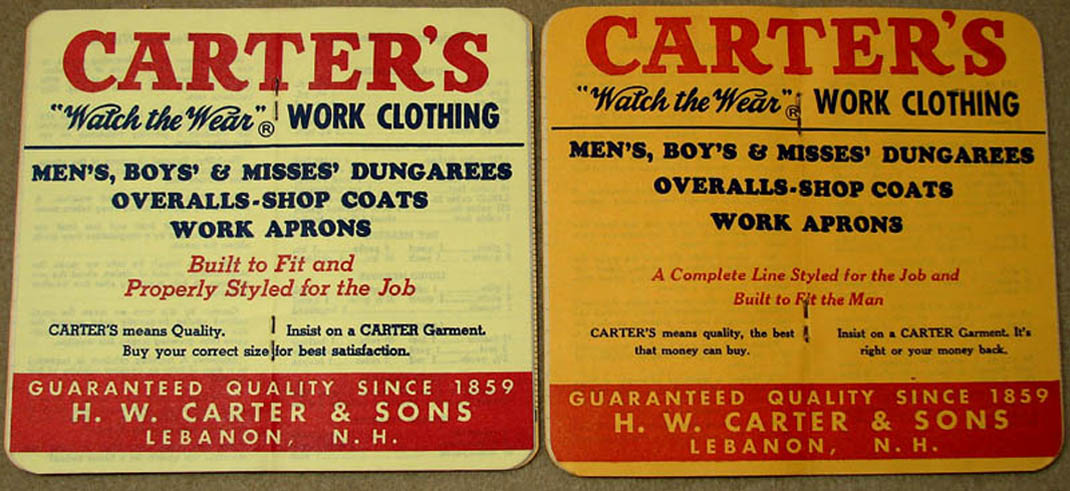 CARTER'S
"Watch the Wear"® WORK CLOTHING
MEN'S, BOYS' & MISSES' DUNGAREES
OVERALLS-SHOP COATS
WORK APRONS
Built to Fit and
Properly Styled for the Job
CARTER'S means Quality. Insist on a CARTER Garment.
Buy your correct size for best satisfaction.
GUARANTEED QUALITY SINCE 1859
H. W. CARTER & SONS
LEBANON, N. H.
CARTER'S
"Watch the Wear"® WORK CLOTHING
MEN'S, BOY'S & MISSES' DUNGAREES
OVERALLS-SHOP COATS
WORK APRONS
A Complete Line Styled for the Job and
Built to Fit the Man
CARTER'S means quality, the best
that money can buy.
Insist on a CARTER Garment. It's
right or your money back.
GUARANTEED QUALITY SINCE 1859
H. W. CARTER & SONS
LEBANON, N. H.